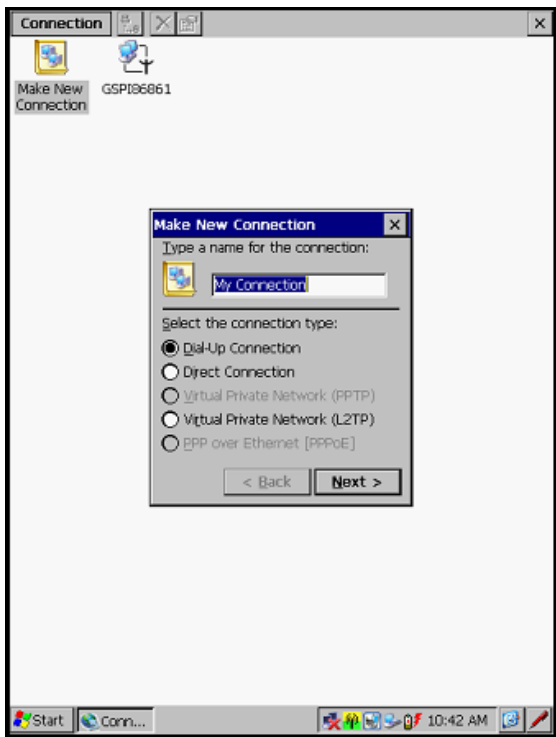 Connection
Make New
Connection
GSPI86861
Make New Connection
Type a name for the connection:
My Connection
Select the connection type:
Dial-Up Connection
Direct Connection
Virtual Private Network (PPTP)
Virtual Private Network (L2TP)
PPP over Ethernet [PPPoE]
< Back
Next >
Start
Conn...
10:42 AM